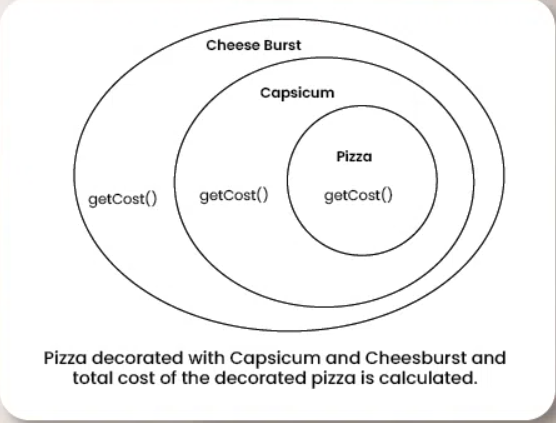 Cheese Burst
Capsicum
Pizza
getCost()
getCost()
getCost()
Pizza decorated with Capsicum and Cheesburst and
total cost of the decorated pizza is calculated.